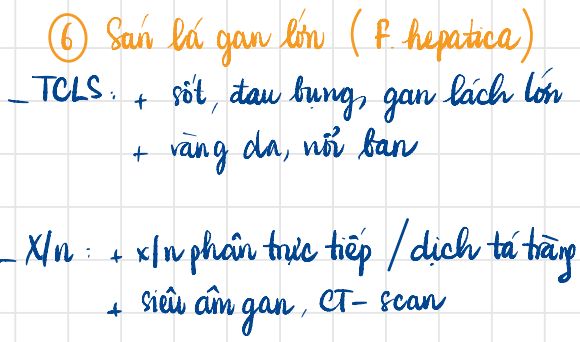 ⑥ Sán lá gan lớn (F. hepatica)
- TCLS: + sốt, đau bụng, gan lách lớn
+ vàng da, nổi ban
- X/n: + x/n phân trực tiếp / dịch tá tràng
+ siêu âm gan, CT-scan